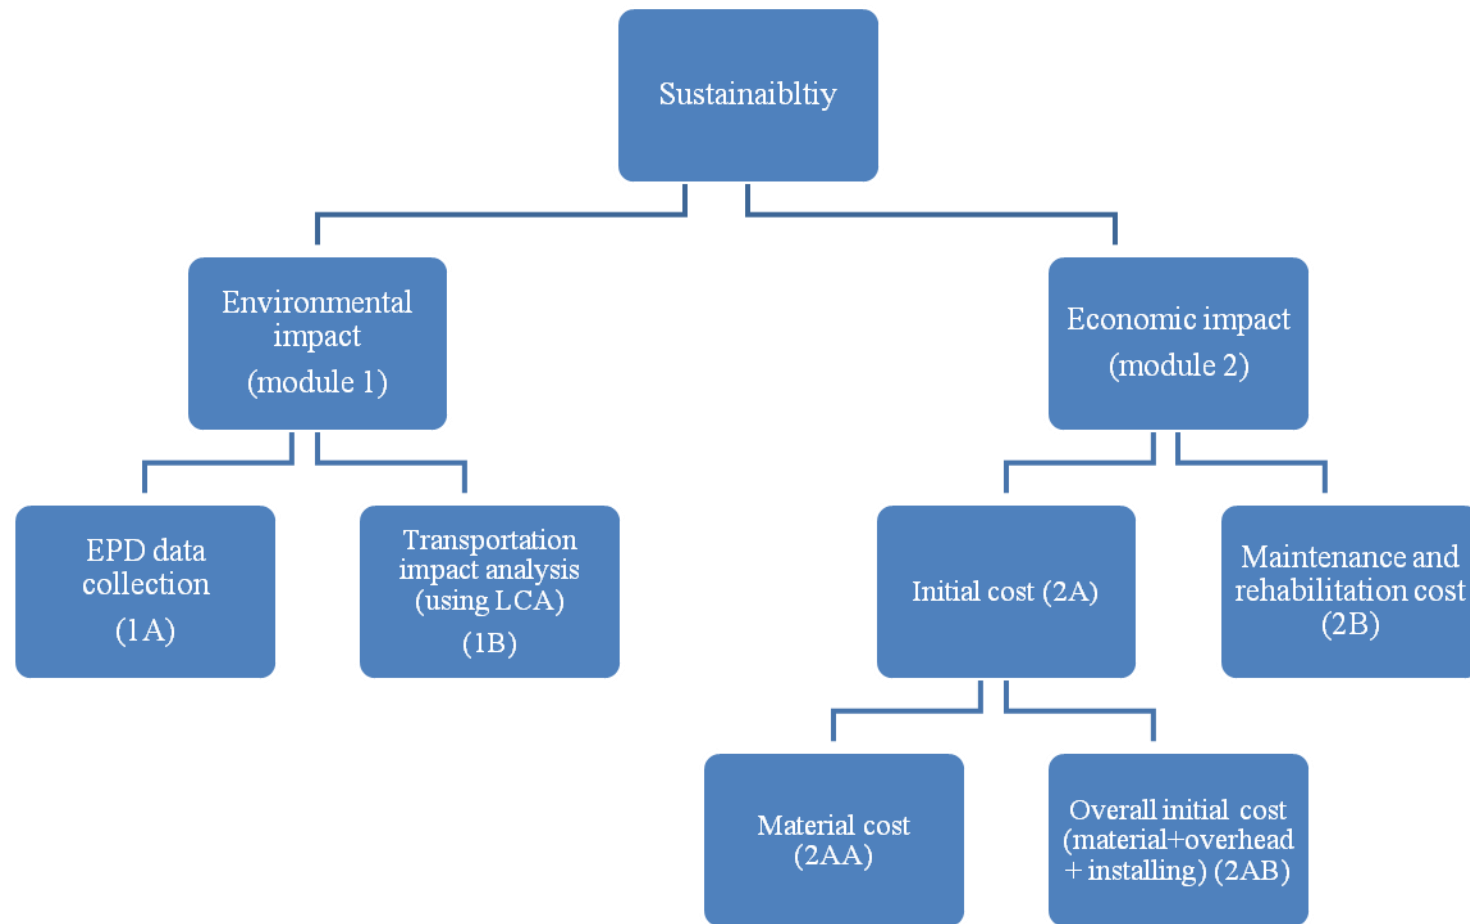 Sustainaibltiy
Environmental
impact
(module 1)
Economic impact
(module 2)
EPD data
collection
(1A)
Transportation
impact analysis
(using LCA)
(1B)
Initial cost (2A)
Maintenance and
rehabilitation cost
(2B)
Material cost
(2AA)
Overall initial cost
(material+overhead
+ installing) (2AB)